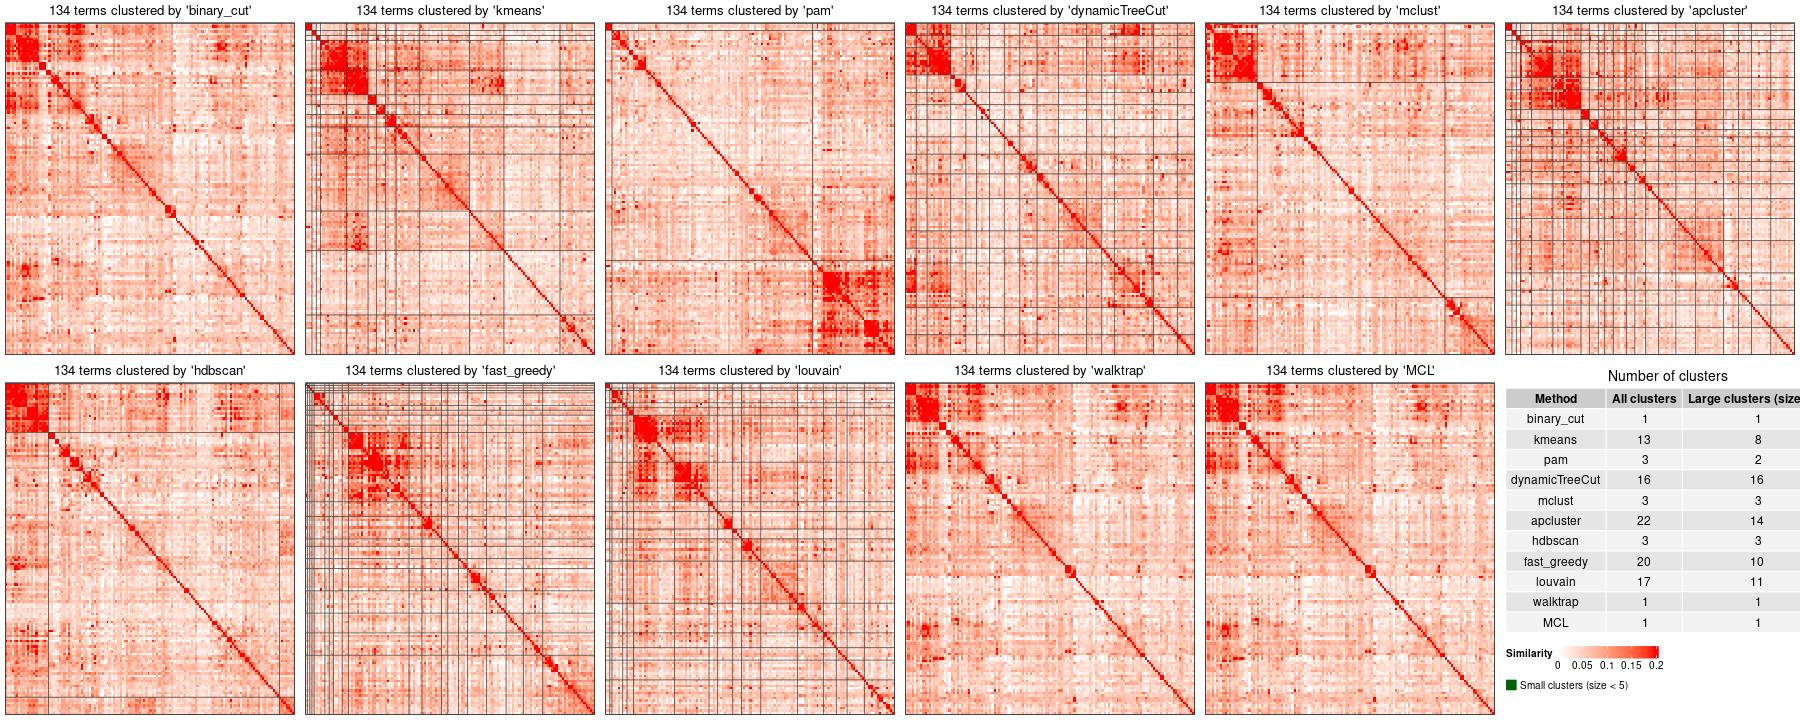 134 terms clustered by 'binary_cut'
134 terms clustered by 'kmeans'
134 terms clustered by 'pam'
134 terms clustered by 'dynamicTreeCut'
134 terms clustered by 'mclust'
134 terms clustered by 'apcluster'
134 terms clustered by 'hdbscan'
134 terms clustered by 'fast_greedy'
134 terms clustered by 'louvain'
134 terms clustered by 'walktrap'
134 terms clustered by 'MCL'
Number of clusters
Method All clusters Large clusters (size
binary_cut 1 1
kmeans 13 8
pam 3 2
dynamicTreeCut 16 16
mclust 3 3
apcluster 22 14
hdbscan 3 3
fast_greedy 20 10
louvain 17 11
walktrap 1 1
MCL 1 1
Similarity
0 0.05 0.1 0.15 0.2
Small clusters (size < 5)